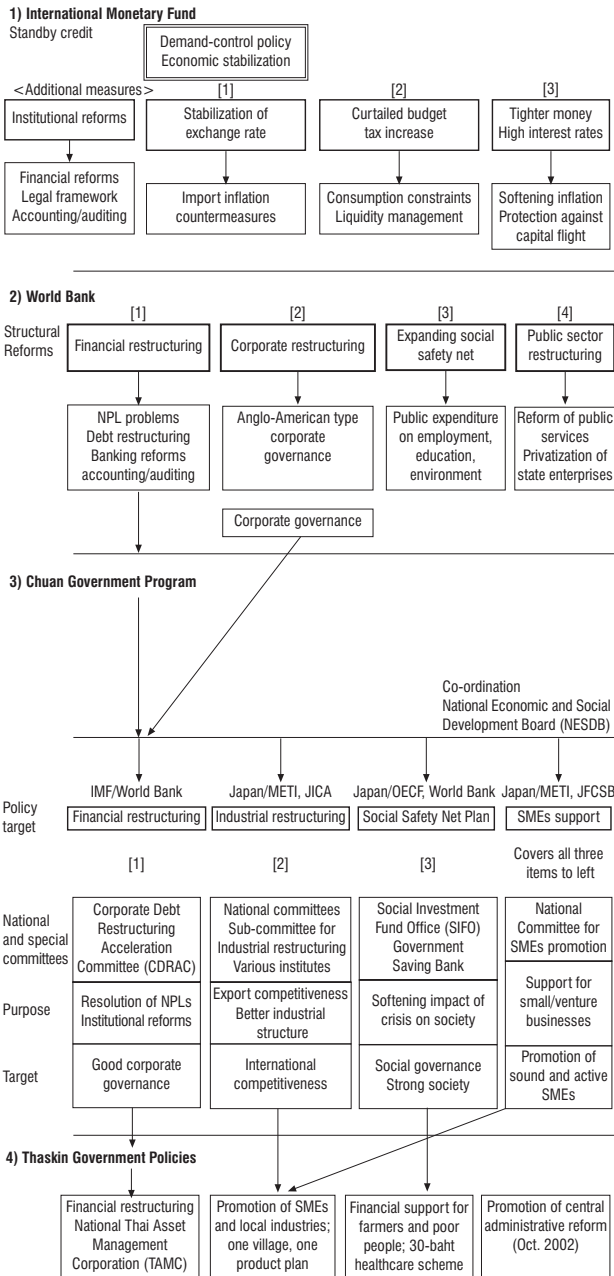 1) International Monetary Fund
Standby credit
Demand-control policy
Economic stabilization
<Additional measures>
[1]
[2]
[3]
Institutional reforms
Stabilization of
exchange rate
Curtailed budget
tax increase
Tighter money
High interest rates
Financial reforms
Legal framework
Accounting/auditing
Import inflation
countermeasures
Consumption constraints
Liquidity management
Softening inflation
Protection against
capital flight
2) World Bank
[1]
[2]
[3]
[4]
Structural
Reforms
Financial restructuring
Corporate restructuring
Expanding social
safety net
Public sector
restructuring
NPL problems
Debt restructuring
Banking reforms
accounting/auditing
Anglo-American type
corporate
governance
Public expenditure
on employment,
education,
environment
Reform of public
services
Privatization of
state enterprises
Corporate governance
3) Chuan Government Program
Co-ordination
National Economic and Social
Development Board (NESDB)
IMF/World Bank
Japan/METI, JICA
Japan/OECF, World Bank
Japan/METI, JFCSB
Policy
target
Financial restructuring
Industrial restructuring
Social Safety Net Plan
SMEs support
[1]
[2]
[3]
Covers all three
items to left
National
and special
committees
Corporate Debt
Restructuring
Acceleration
Committee (CDRAC)
National committees
Sub-committee for
Industrial restructuring
Various institutes
Social Investment
Fund Office (SIFO)
Government
Saving Bank
National
Committee for
SMEs promotion
Purpose
Resolution of NPLs
Institutional reforms
Export competitiveness
Better industrial
structure
Softening impact of
crisis on society
Support for
small/venture
businesses
Target
Good corporate
governance
International
competitiveness
Social governance
Strong society
Promotion of
sound and active
SMEs
4) Thaskin Government Policies
Financial restructuring
National Thai Asset
Management
Corporation (TAMC)
Promotion of SMEs
and local industries;
one village, one
product plan
Financial support for
farmers and poor
people; 30-baht
healthcare scheme
Promotion of central
administrative reform
(Oct. 2002)